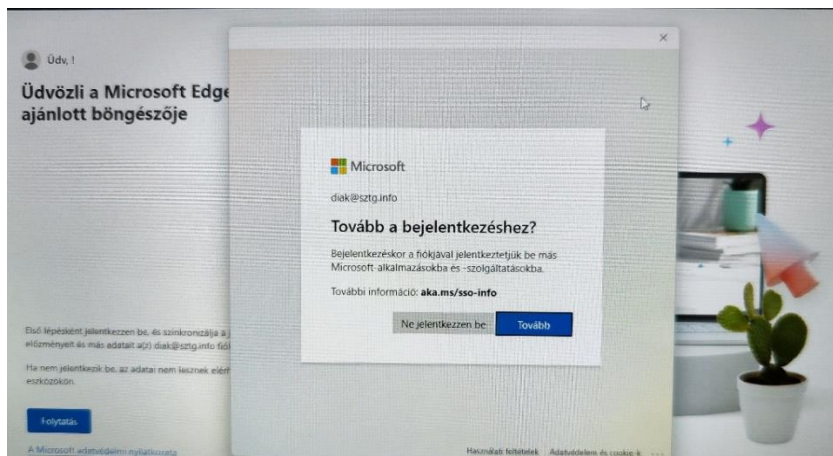 Üdv, !
Üdvözli a Microsoft Edge
ajánlott böngészője
Első lépésként jelentkezzen be, és szinkronizálja a
előzményeit és más adatait a(z) diak@sztg.info
Ha nem jelentkezik be, az adatai nem lesznek
eszközökön.
Folytatás
A Microsoft adatvédelmi nyilatkozata
Microsoft
diak@sztg.info
Tovább a bejelentkezéshez?
Bejelentkezéskor a fiókjával jelentkeztetjük be más
Microsoft-alkalmazásokba és -szolgáltatásokba.
További információ: aka.ms/sso-info
Ne jelentkezzen be
Tovább
Használati feltételek
Adatvédelem és cookie-k
...